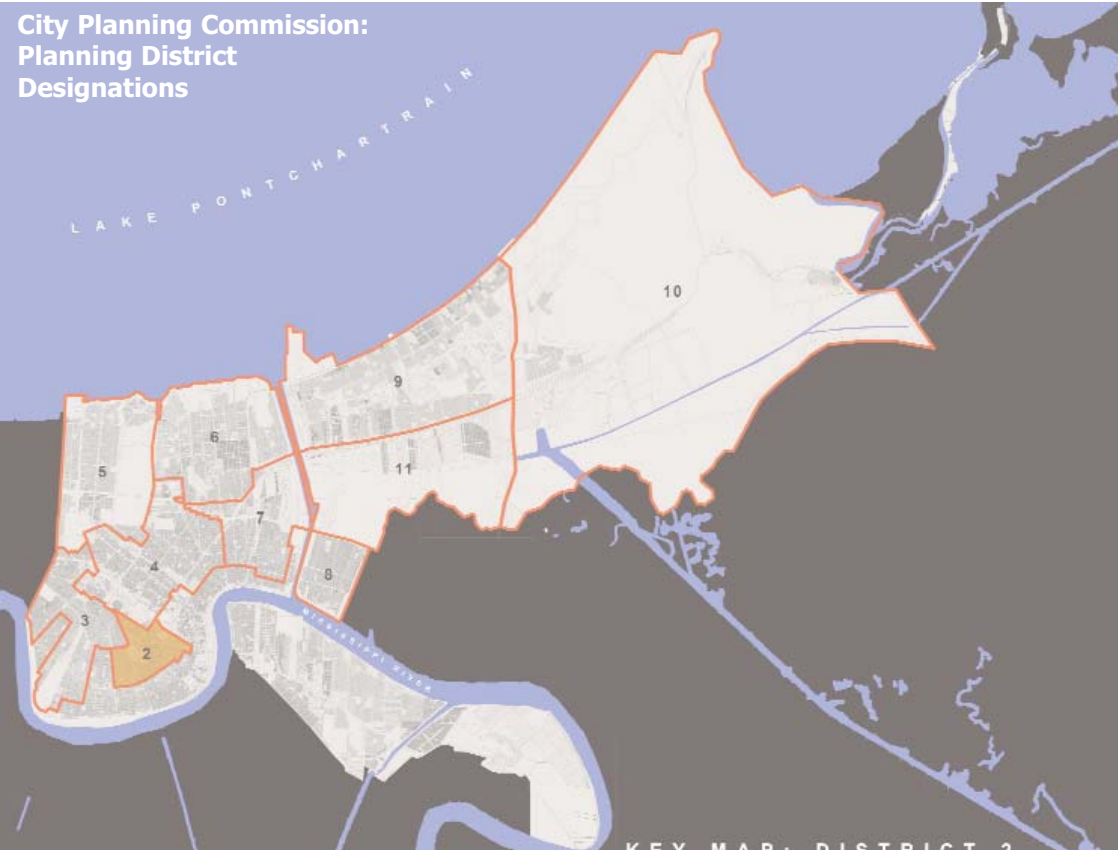 City Planning Commission:
Planning District
Designations
LAKE PONTCHARTRAIN
10
9
6
5
11
7
4
8
3
2
MISSISSIPPI RIVER
KEY MAP: DISTRICT 2